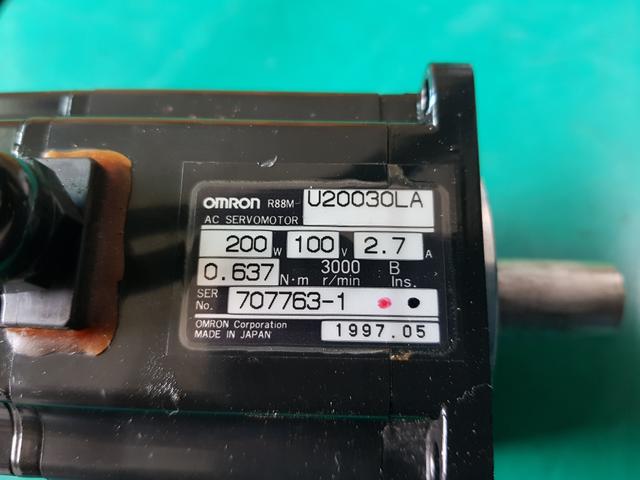 OMRON R88M-U20030LA
AC SERVOMOTOR
200 W 100 V 2.7 A
0.637 N·m 3000 r/min B Ins.
SER No. 707763-1
OMRON Corporation 1997.05
MADE IN JAPAN